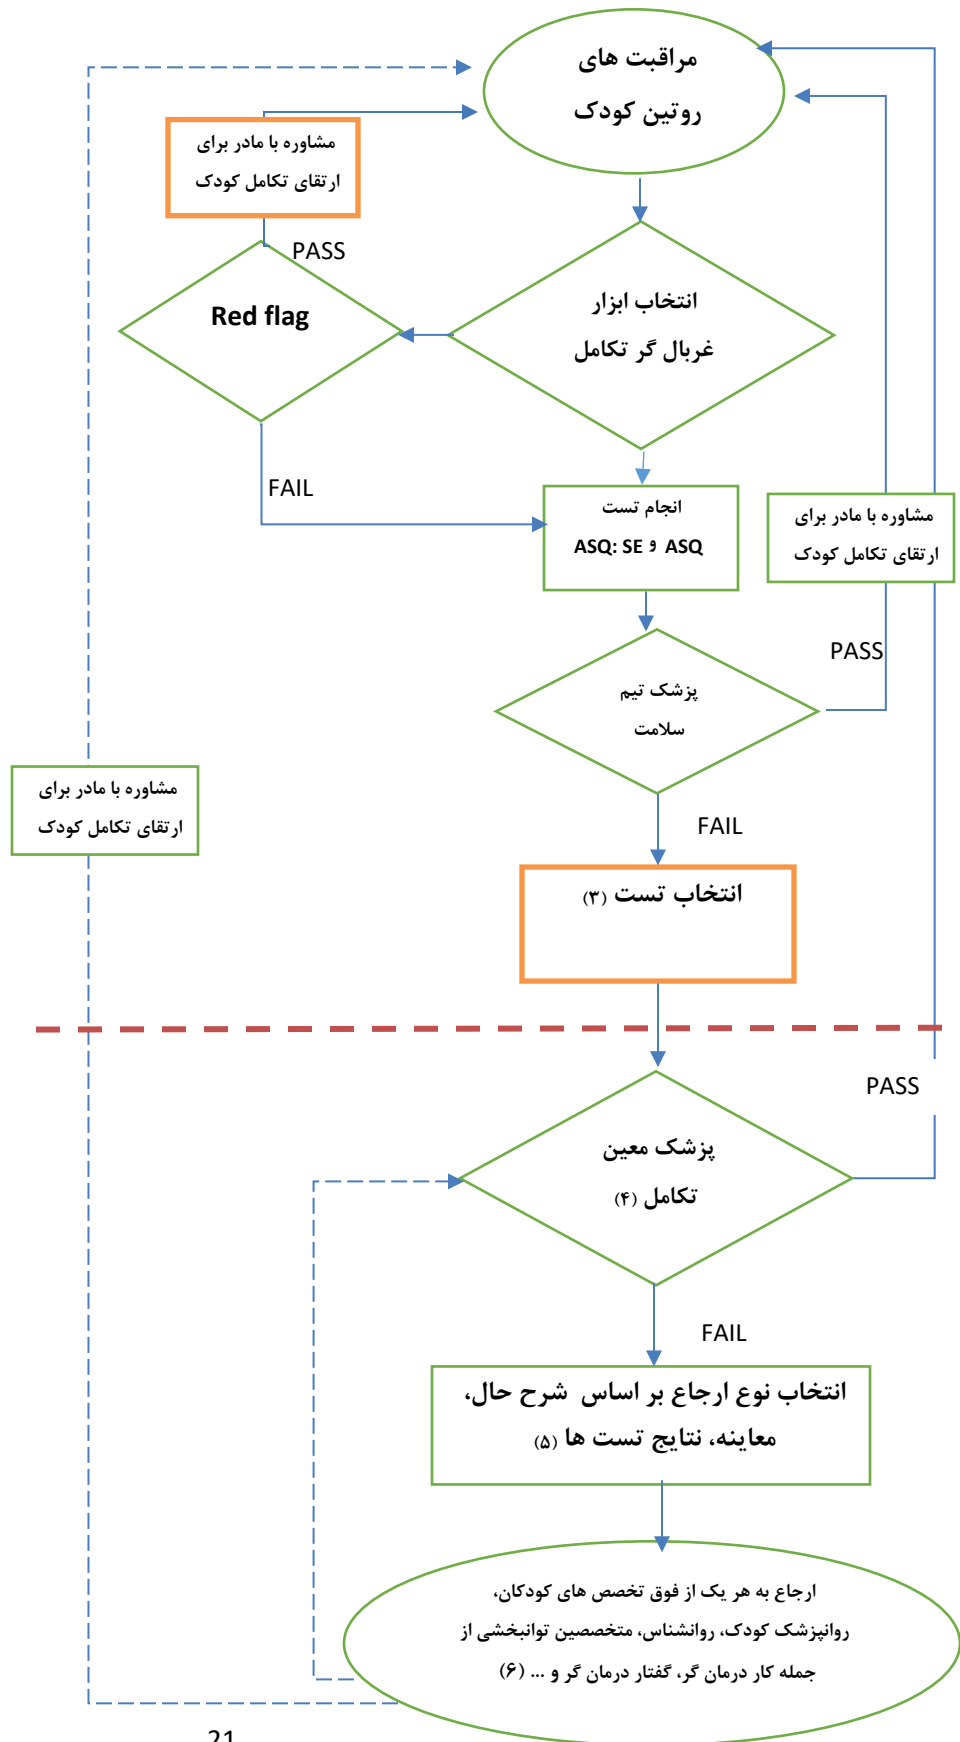 مراقبت های
روتین کودک
مشاوره با مادر برای
ارتقای تکامل کودک
PASS
Red flag
انتخاب ابزار
غربال گر تکامل
FAIL
انجام تست
ASQ و ASQ: SE
مشاوره با مادر برای
ارتقای تکامل کودک
PASS
پزشک تیم
سلامت
مشاوره با مادر برای
ارتقای تکامل کودک
FAIL
انتخاب تست (۳)
PASS
پزشک معین
تکامل (۴)
FAIL
انتخاب نوع ارجاع بر اساس شرح حال،
معاینه، نتایج تست ها (۵)
ارجاع به هر یک از فوق تخصص های کودکان،
روانپزشک کودک، روانشناس، متخصصین توانبخشی از
جمله کار درمان گر، گفتار درمان گر و ... (۶)
21